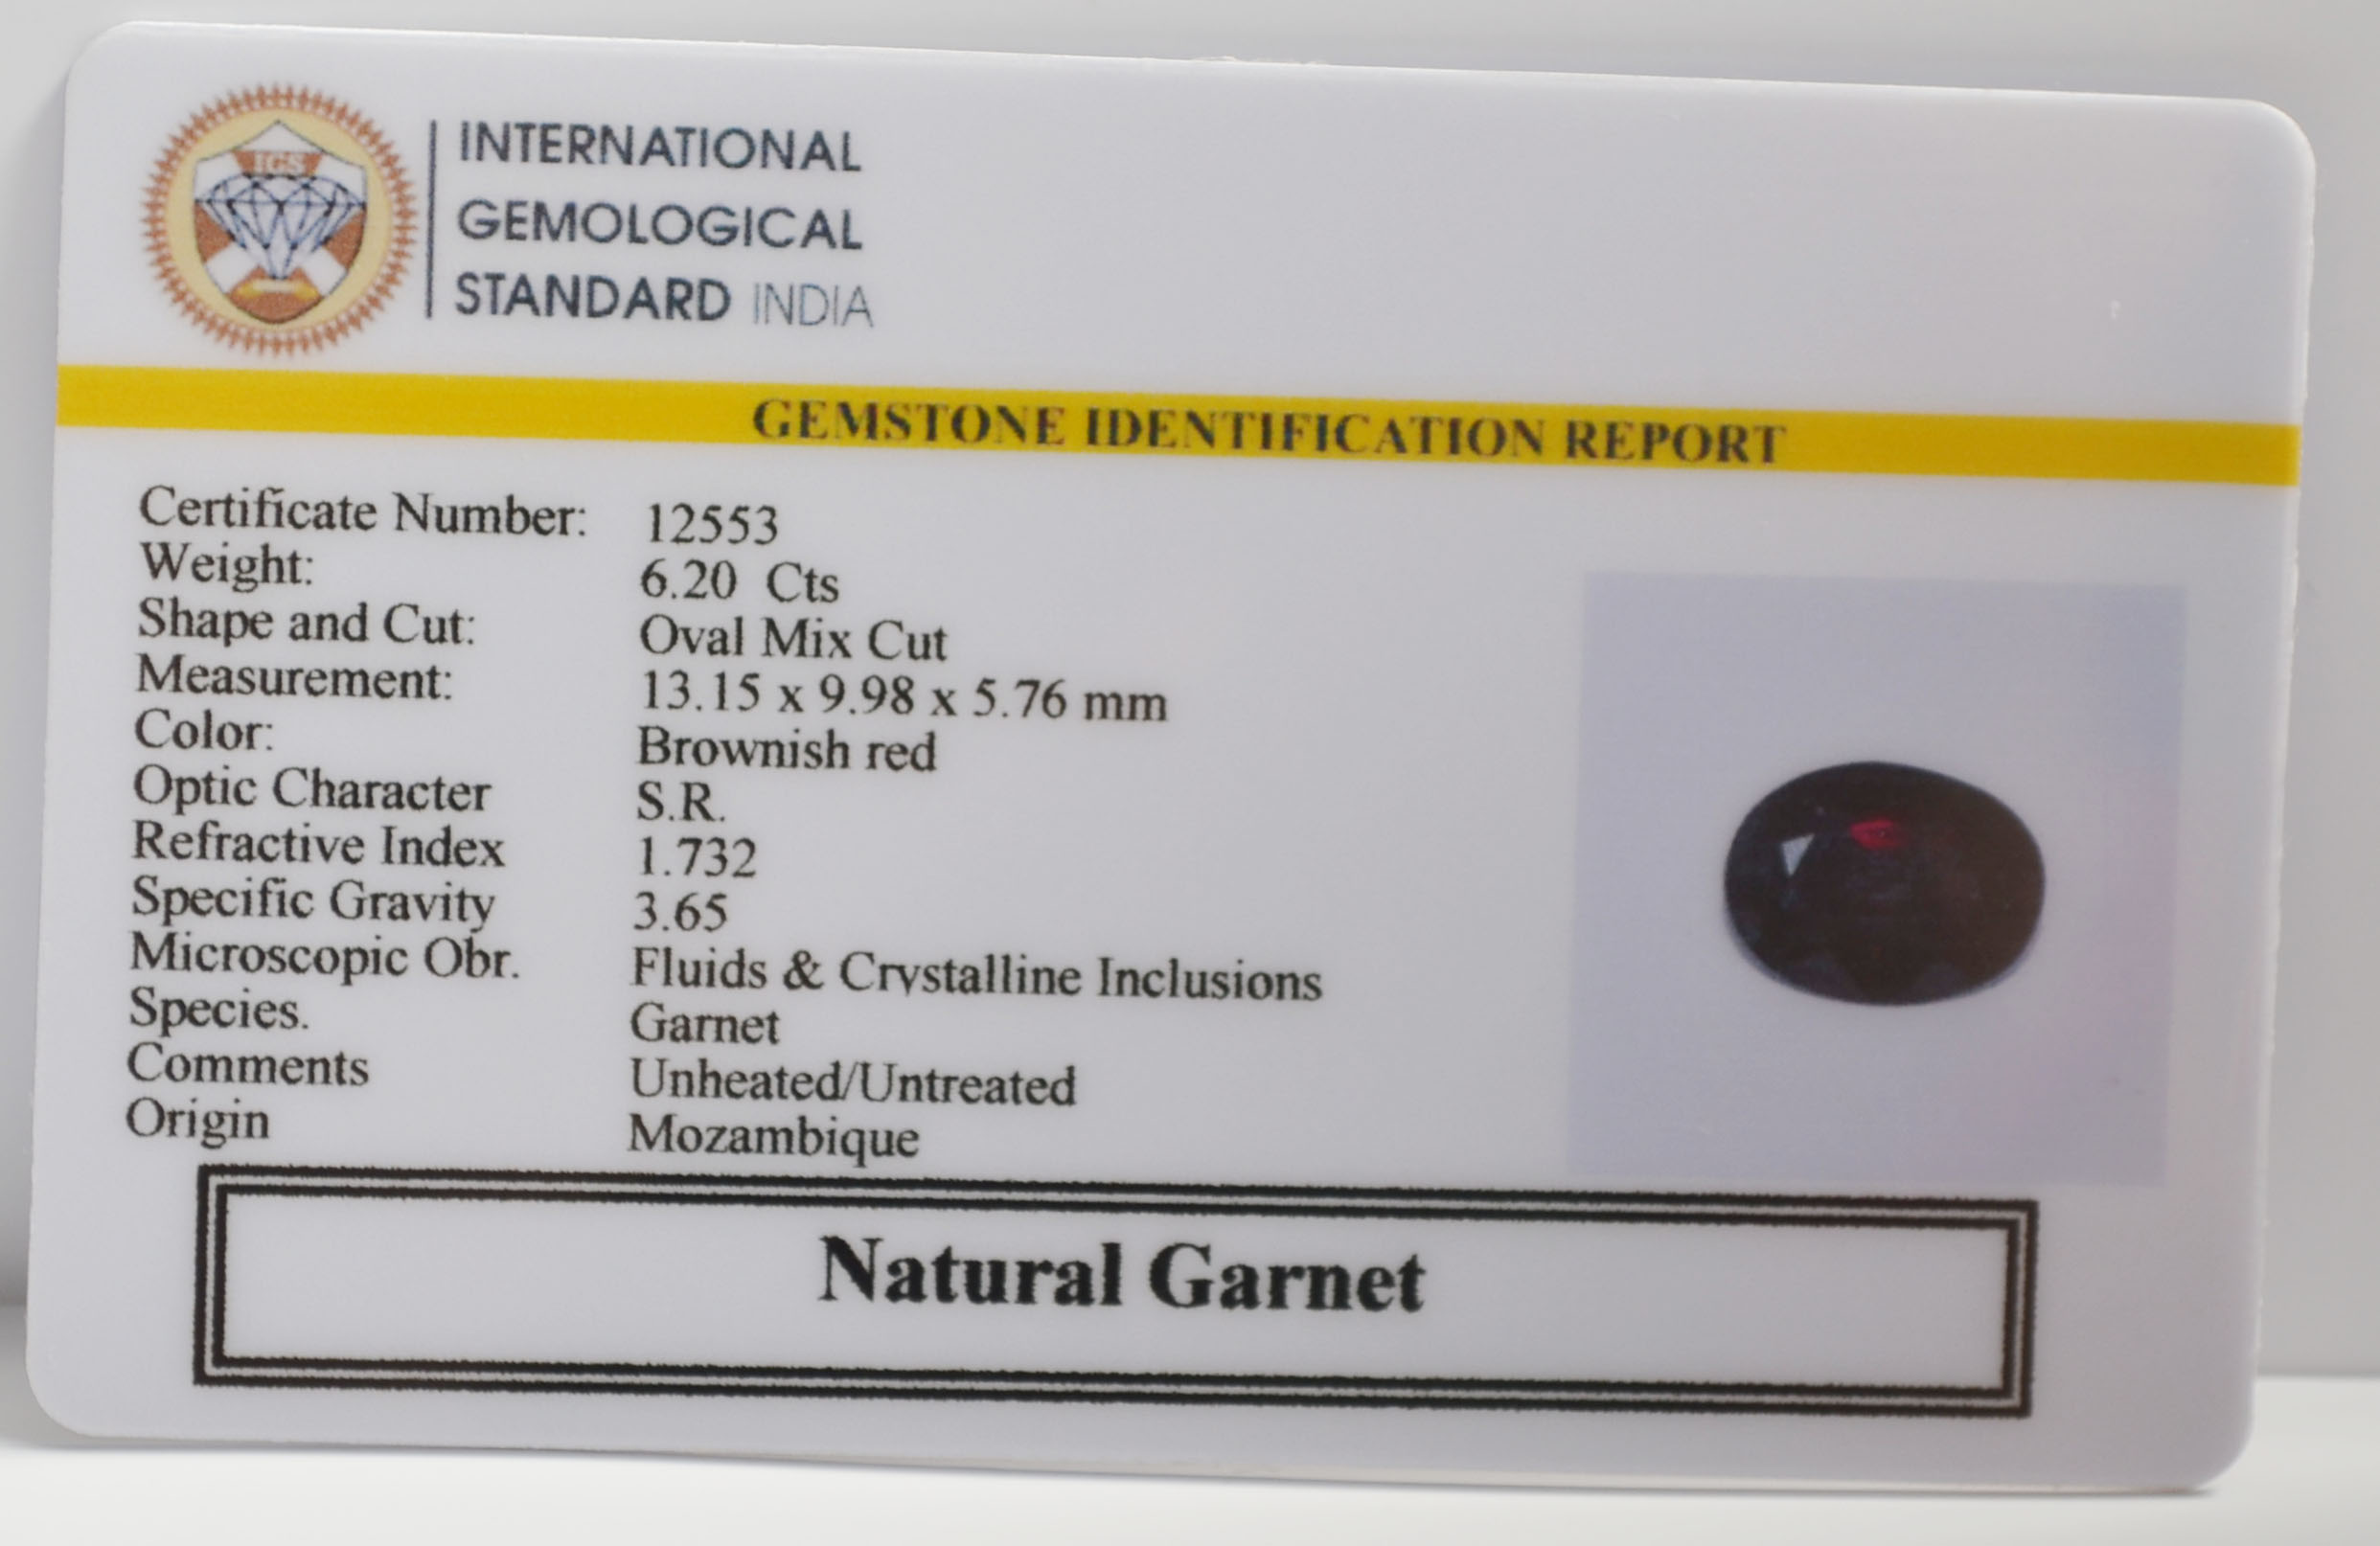 IGS
INTERNATIONAL
GEMOLOGICAL
STANDARD INDIA
GEMSTONE IDENTIFICATION REPORT
Certificate Number: 12553
Weight: 6.20 Cts
Shape and Cut: Oval Mix Cut
Measurement: 13.15 x 9.98 x 5.76 mm
Color: Brownish red
Optic Character S.R.
Refractive Index 1.732
Specific Gravity 3.65
Microscopic Obr. Fluids & Crystalline Inclusions
Species. Garnet
Comments Unheated/Untreated
Origin Mozambique
Natural Garnet